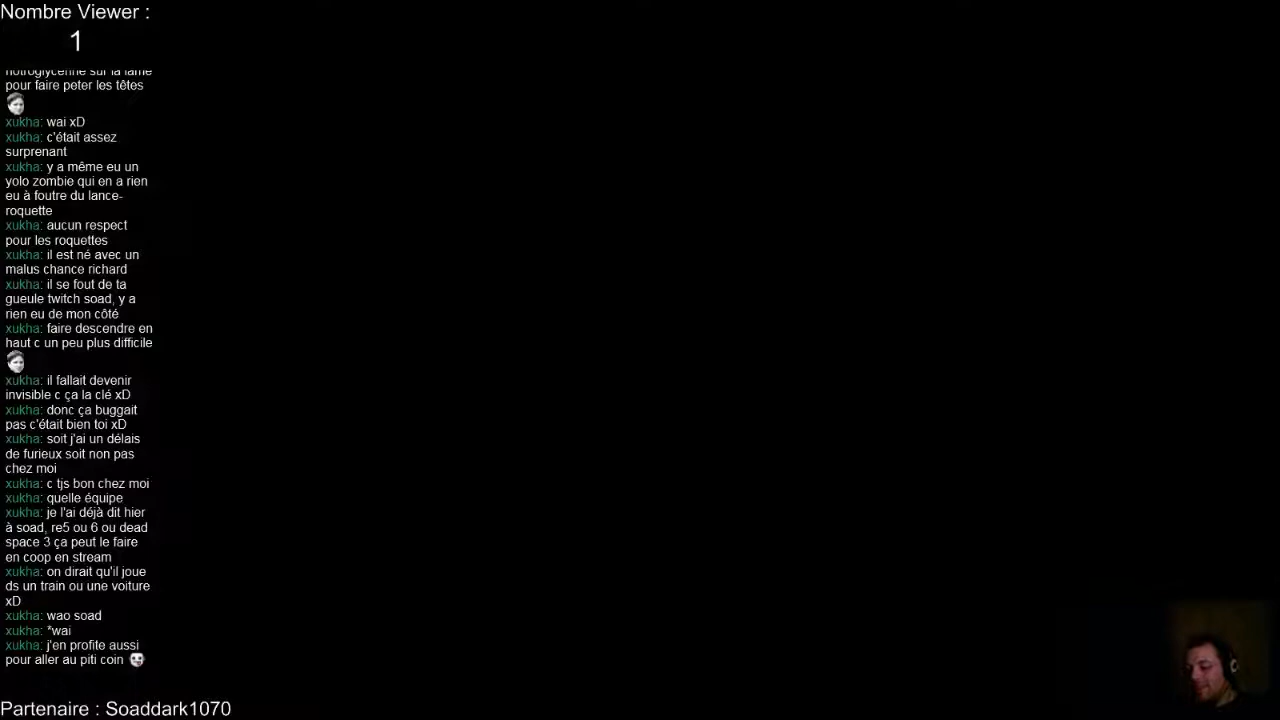 Nombre Viewer :
1
sur la lame
pour faire peter les têtes
xukha: wai xD
xukha: c'était assez
surprenant
xukha: y a même eu un
yolo zombie qui en a rien
eu à foutre du lance-
roquette
xukha: aucun respect
pour les roquettes
xukha: il est né avec un
malus chance richard
xukha: il se fout de ta
gueule twitch soad, y a
rien eu de mon côté
xukha: faire descendre en
haut c un peu plus difficile
xukha: il fallait devenir
invisible c ça la clé xD
xukha: donc ça buggait
pas c'était bien toi xD
xukha: soit j'ai un délais
de furieux soit non pas
chez moi
xukha: c tjs bon chez moi
xukha: quelle équipe
xukha: je l'ai déjà dit hier
à soad, re5 ou 6 ou dead
space 3 ça peut le faire
en coop en stream
xukha: on dirait qu'il joue
ds un train ou une voiture
xD
xukha: wao soad
xukha: *wai
xukha: j'en profite aussi
pour aller au piti coin
Partenaire : Soaddark1070